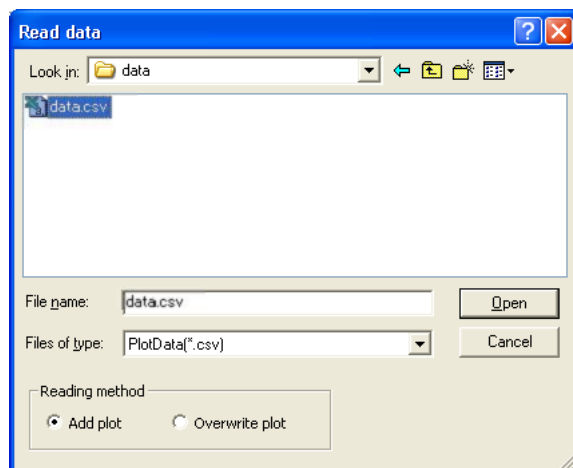 Read data
Look in: data
data.csv
File name: data.csv Open
Files of type: PlotData(*.csv) Cancel
Reading method
Add plot Overwrite plot